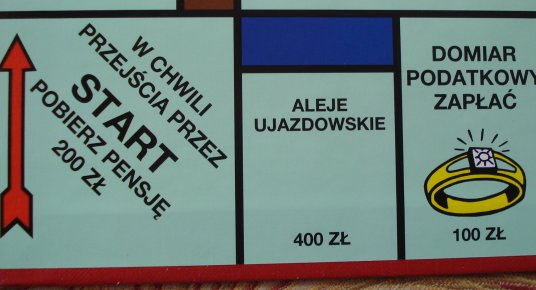 W CHWILI
PRZEJŚCIA PRZEZ
START
POBIERZ PENSJĘ
200 ZŁ
ALEJE
UJAZDOWSKIE
400 ZŁ
DOMIAR
PODATKOWY
ZAPŁAĆ
100 ZŁ